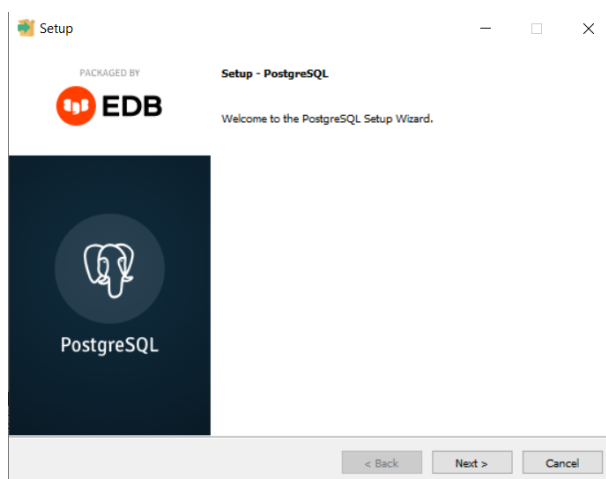 Setup
PACKAGED BY
EDB
Setup - PostgreSQL
Welcome to the PostgreSQL Setup Wizard.
PostgreSQL
< Back
Next >
Cancel